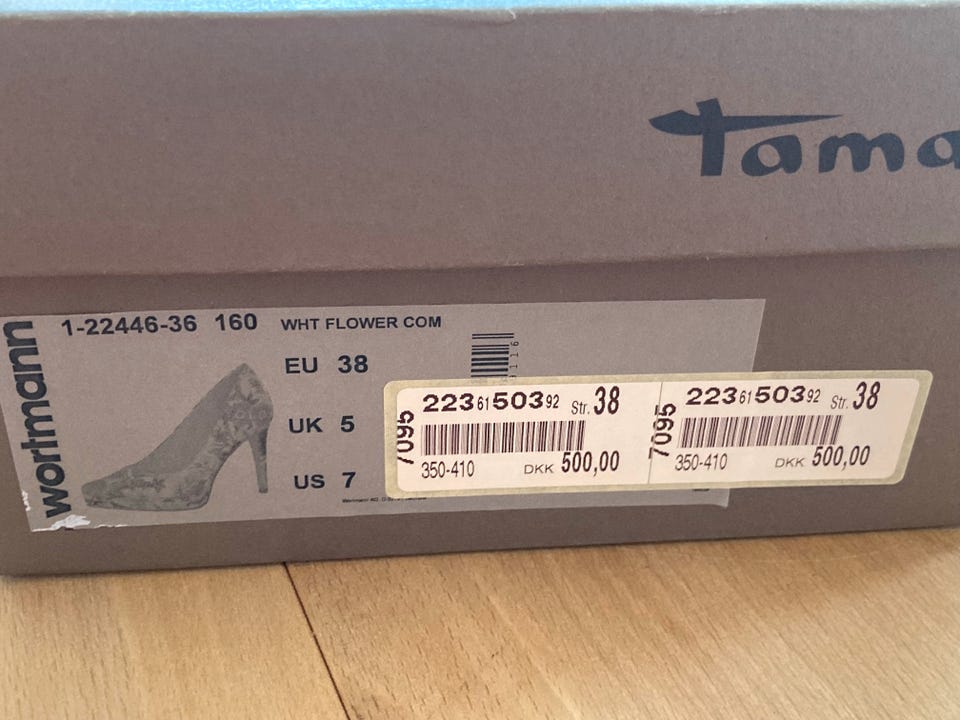 Tama
wortmann
1-22446-36 160 WHT FLOWER COM
EU 38
UK 5
US 7
7095
223 61 503 92 Str. 38
350-410 DKK 500,00
7095
223 61 503 92 Str. 38
350-410 DKK 500,00